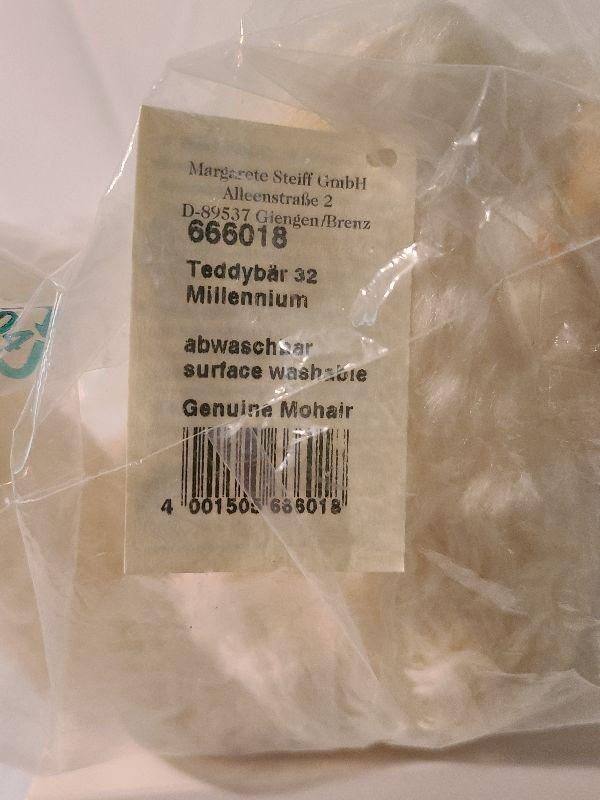 Margarete Steiff GmbH
Alleenstraße 2
D-89537 Giengen/Brenz
666018
Teddybär 32
Millennium
abwaschbar
surface washable
Genuine Mohair
4 001505 666018